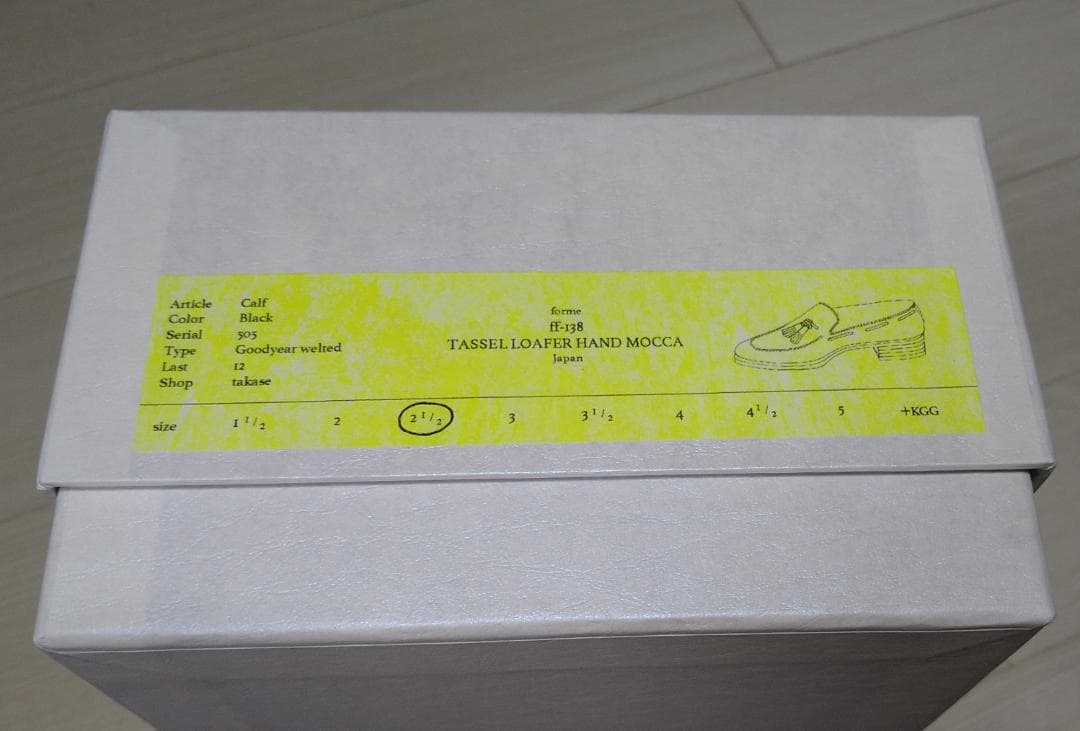 Article Calf
Color Black
Serial 505
Type Goodyear welted
Last 12
Shop takase
forme
ff-138
TASSEL LOAFER HAND MOCCA
Japan
size 1 1/2 2 2 1/2 3 3 1/2 4 4 1/2 5 +KGG